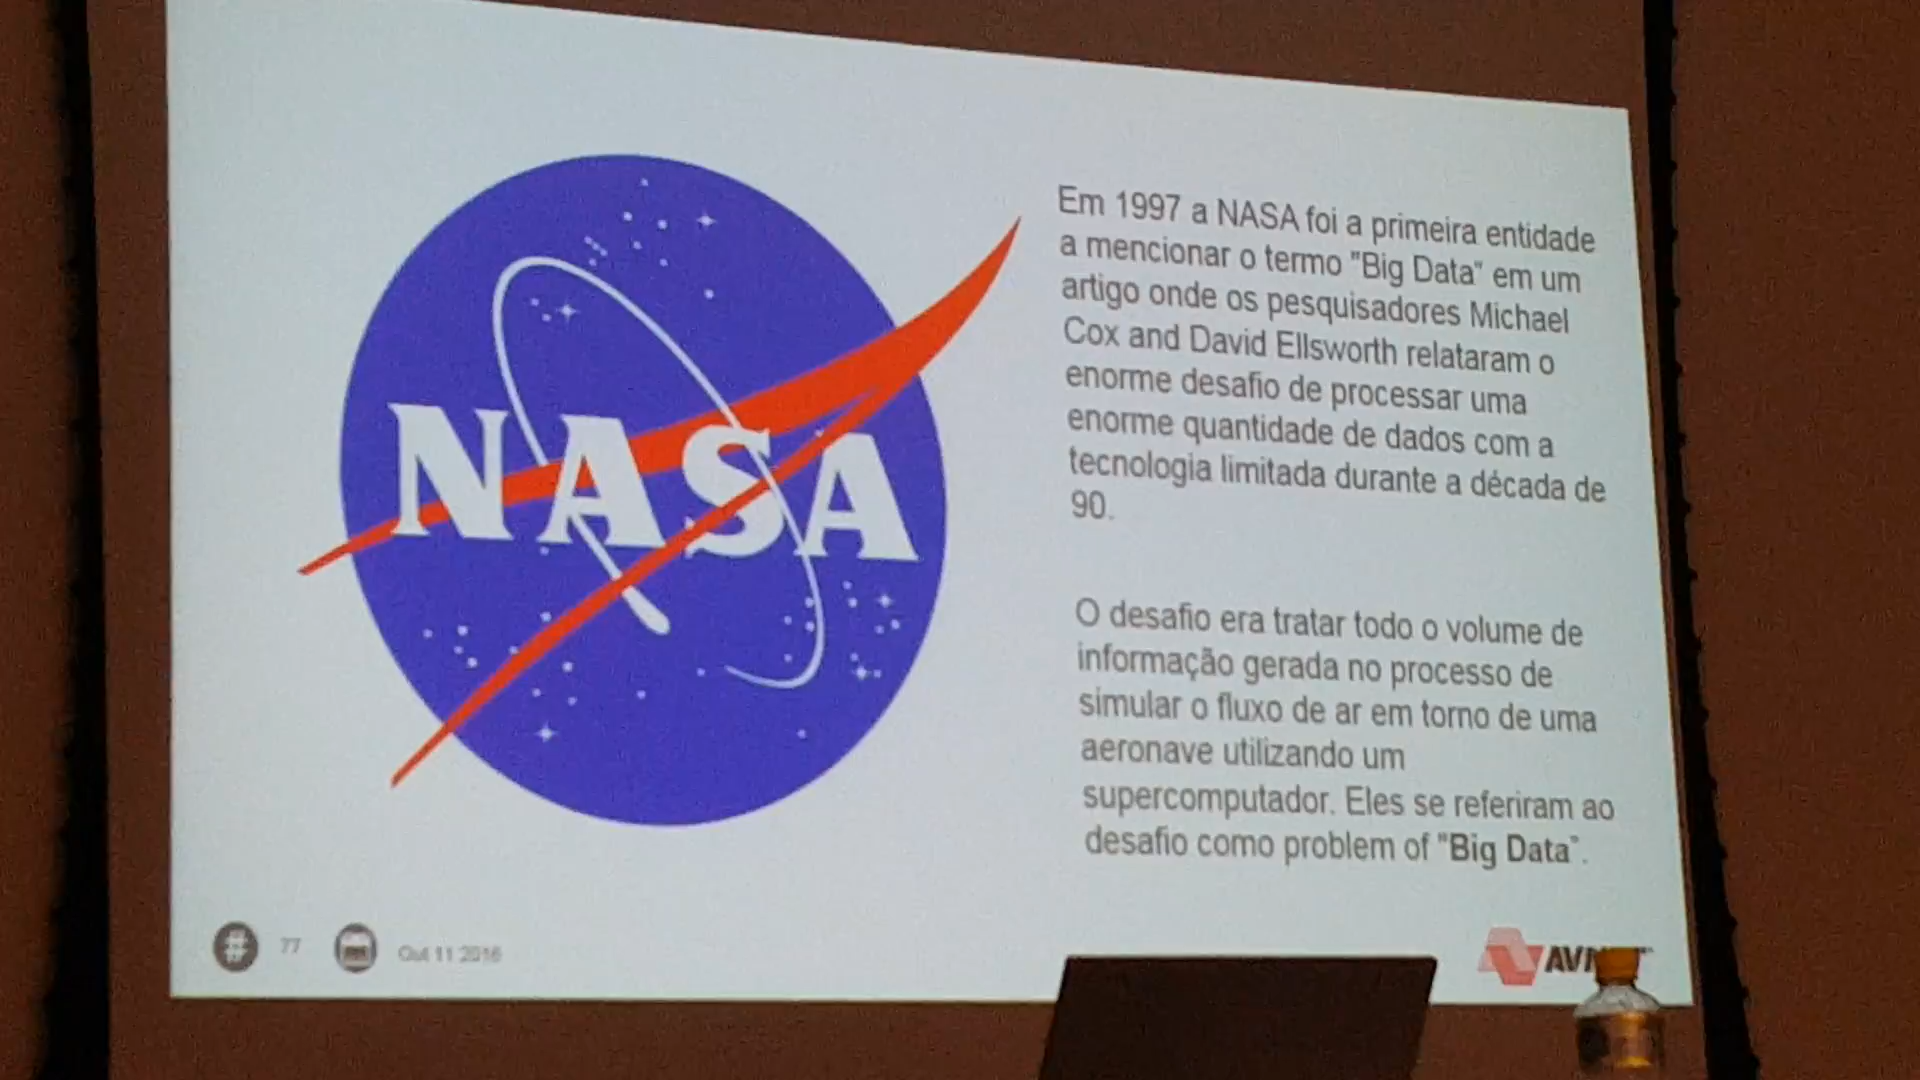 NASA
Em 1997 a NASA foi a primeira entidade
a mencionar o termo "Big Data" em um
artigo onde os pesquisadores Michael
Cox and David Ellsworth relataram o
enorme desafio de processar uma
enorme quantidade de dados com a
tecnologia limitada durante a década de
90.
O desafio era tratar todo o volume de
informação gerada no processo de
simular o fluxo de ar em torno de uma
aeronave utilizando um
supercomputador. Eles se referiram ao
desafio como problem of "Big Data".
# 77
Out 11 2016